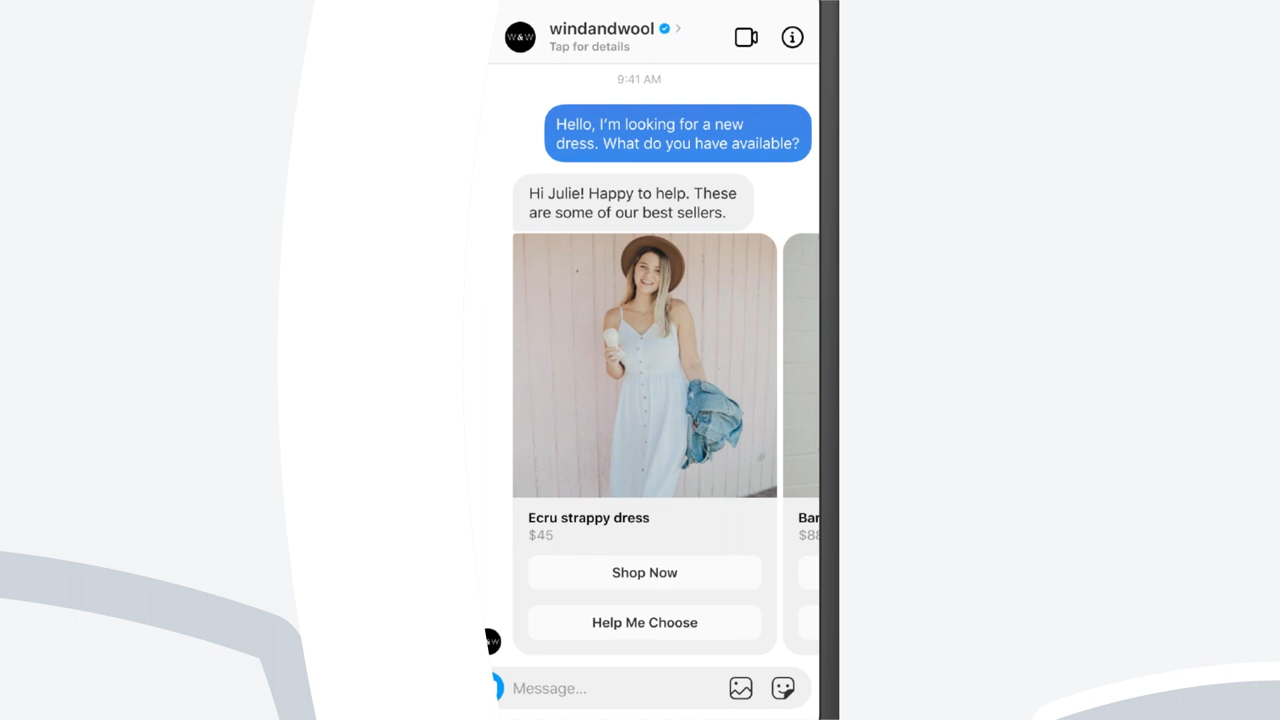 windandwool
Tap for details
W&W
9:41 AM
Hello, I'm looking for a new
dress. What do you have available?
Hi Julie! Happy to help. These
are some of our best sellers.
Ecru strappy dress
$45
Shop Now
Help Me Choose
Message...